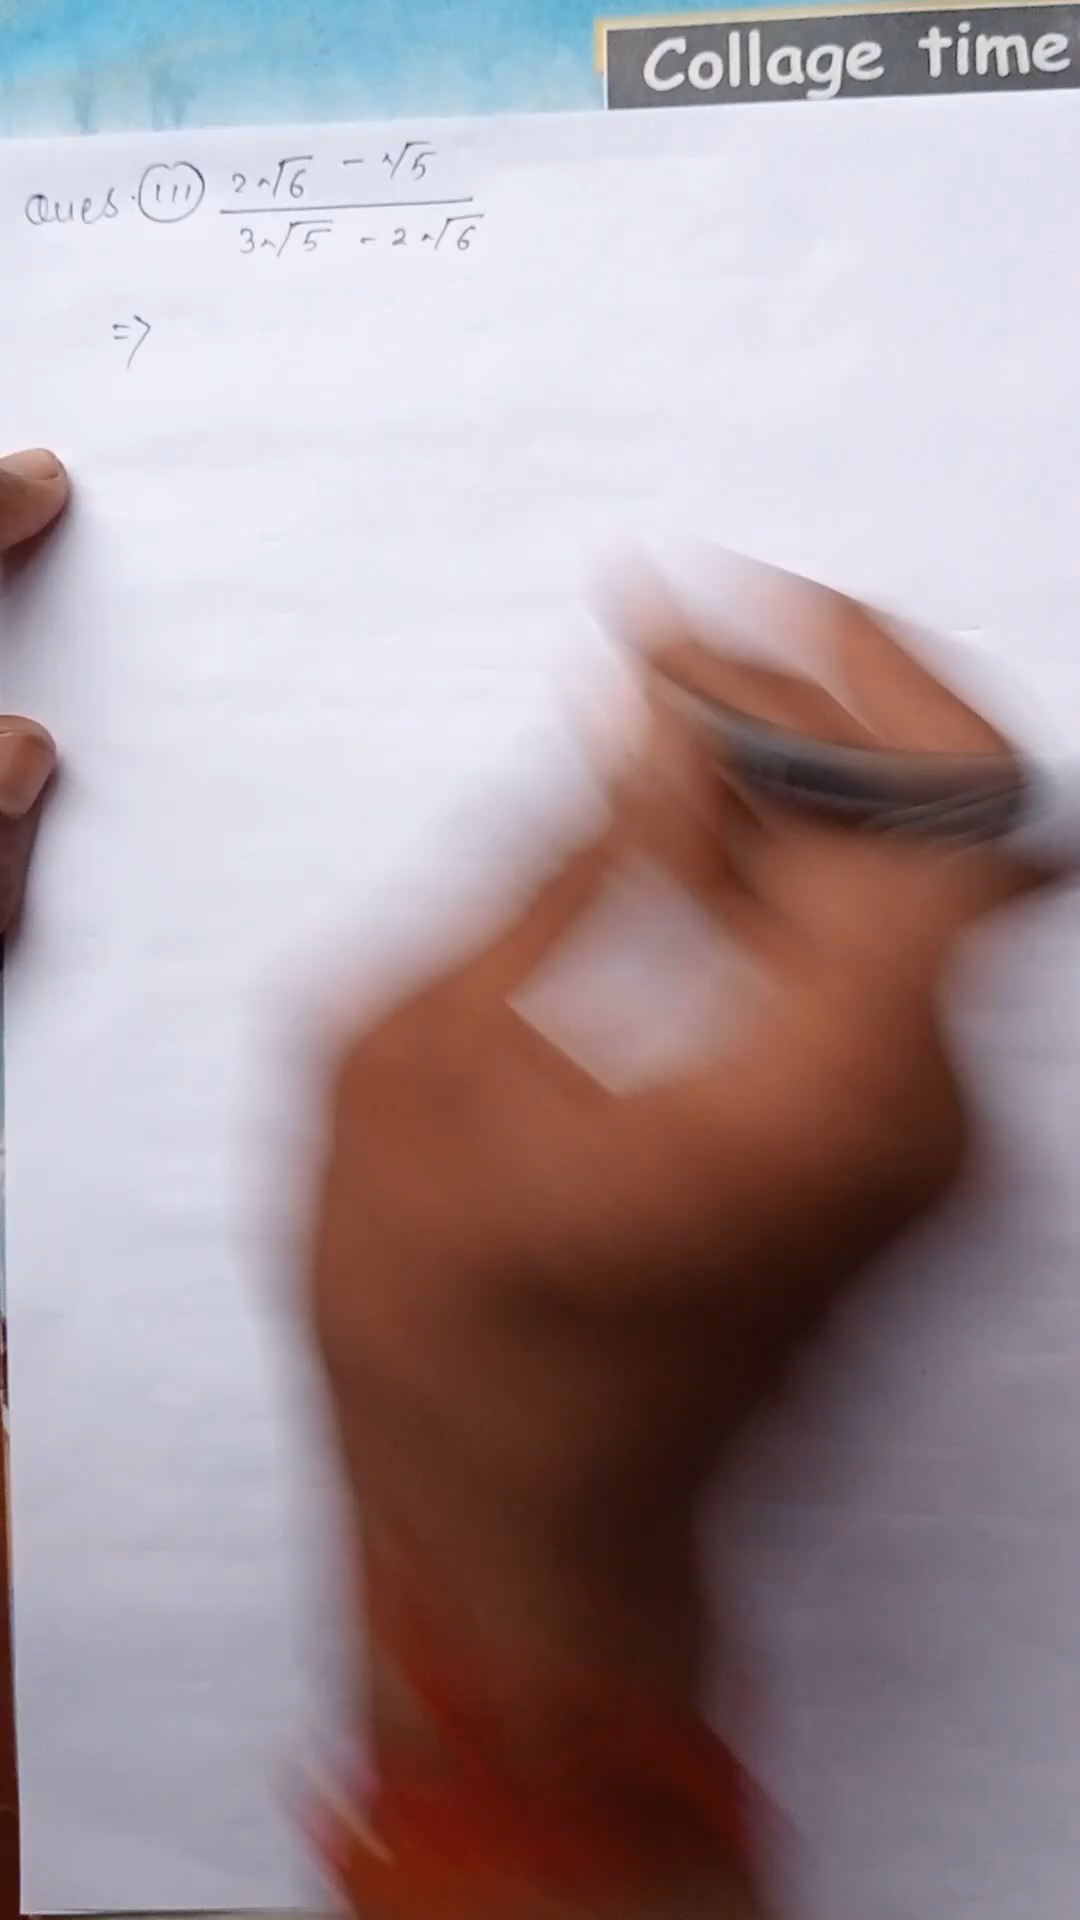 Collage time
Ques. (iii) 2√6 - √5
3√5 - 2√6
=>